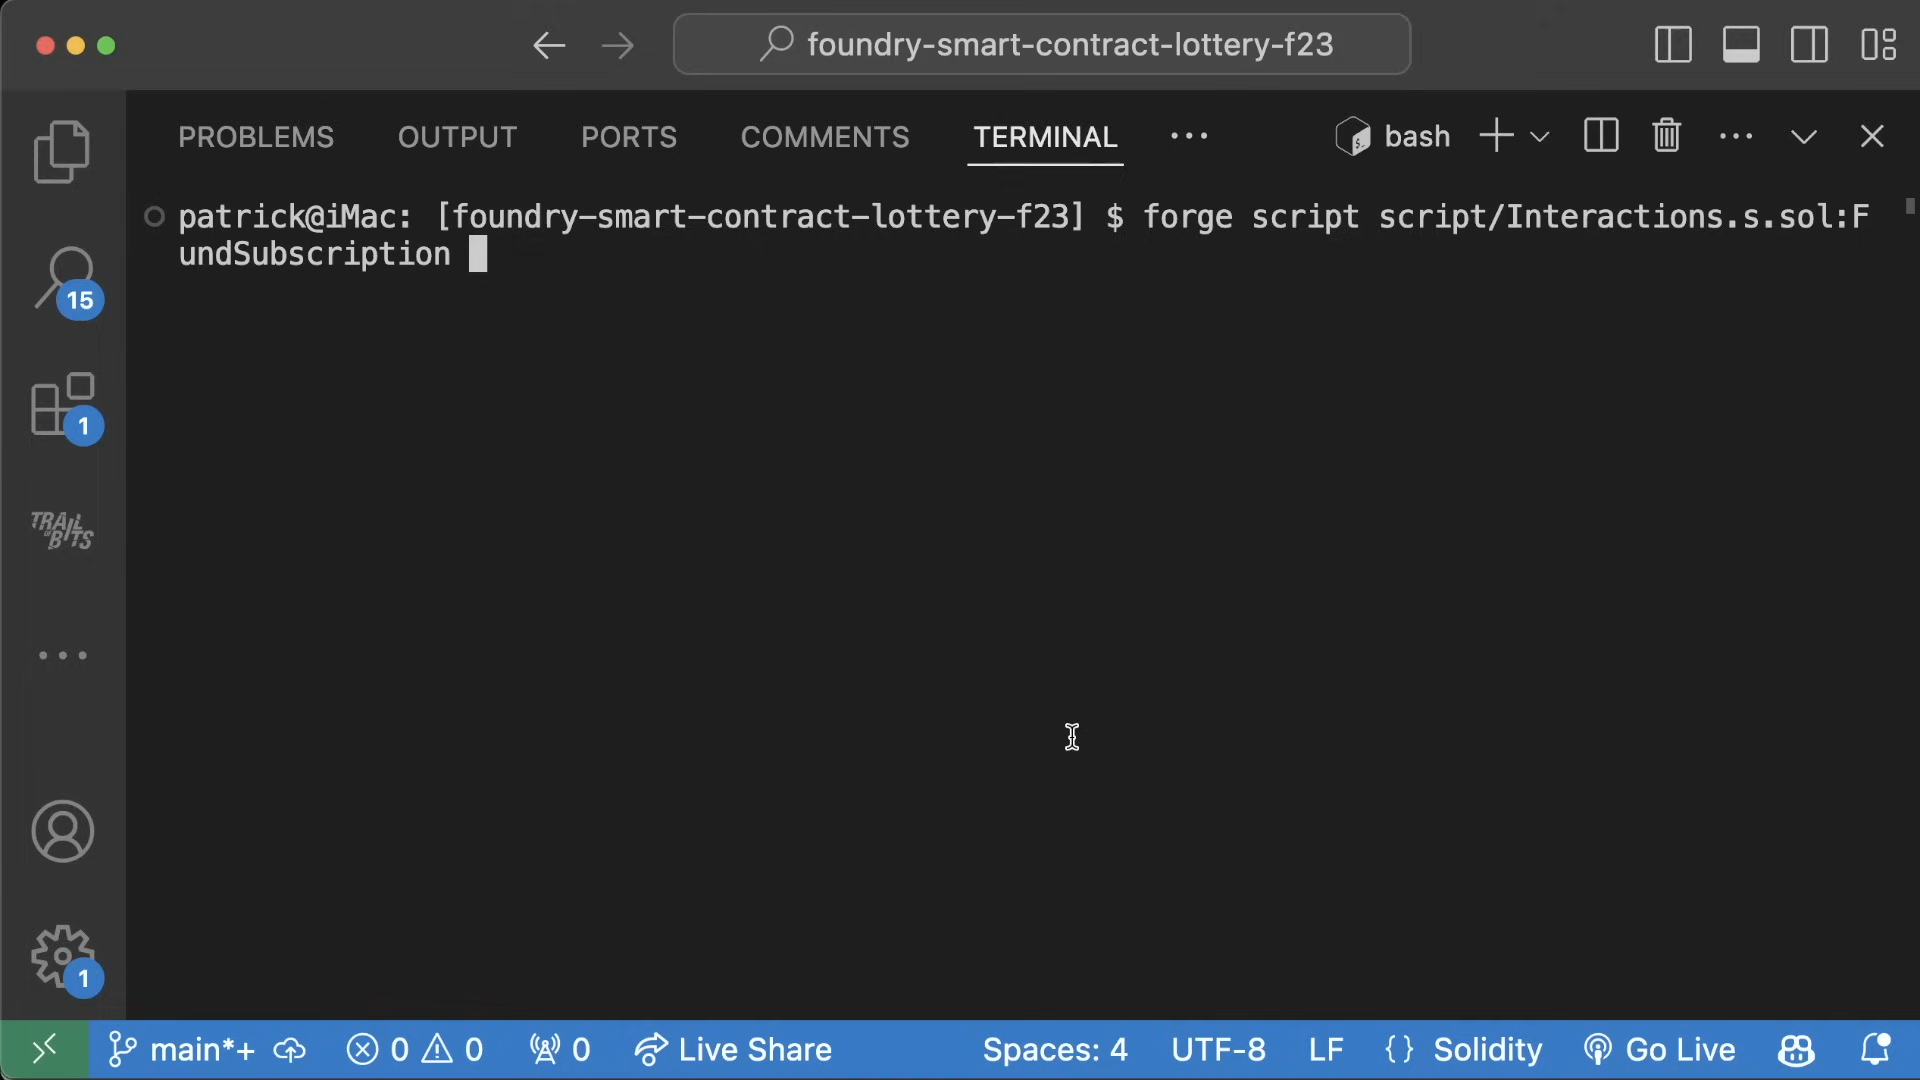 foundry-smart-contract-lottery-f23
PROBLEMS OUTPUT PORTS COMMENTS TERMINAL ··· bash
patrick@iMac: [foundry-smart-contract-lottery-f23] $ forge script script/Interactions.s.sol:F
undSubscription
15
1
TRAIL OF BITS
1
main*+ 0 0 0 Live Share Spaces: 4 UTF-8 LF {} Solidity Go Live